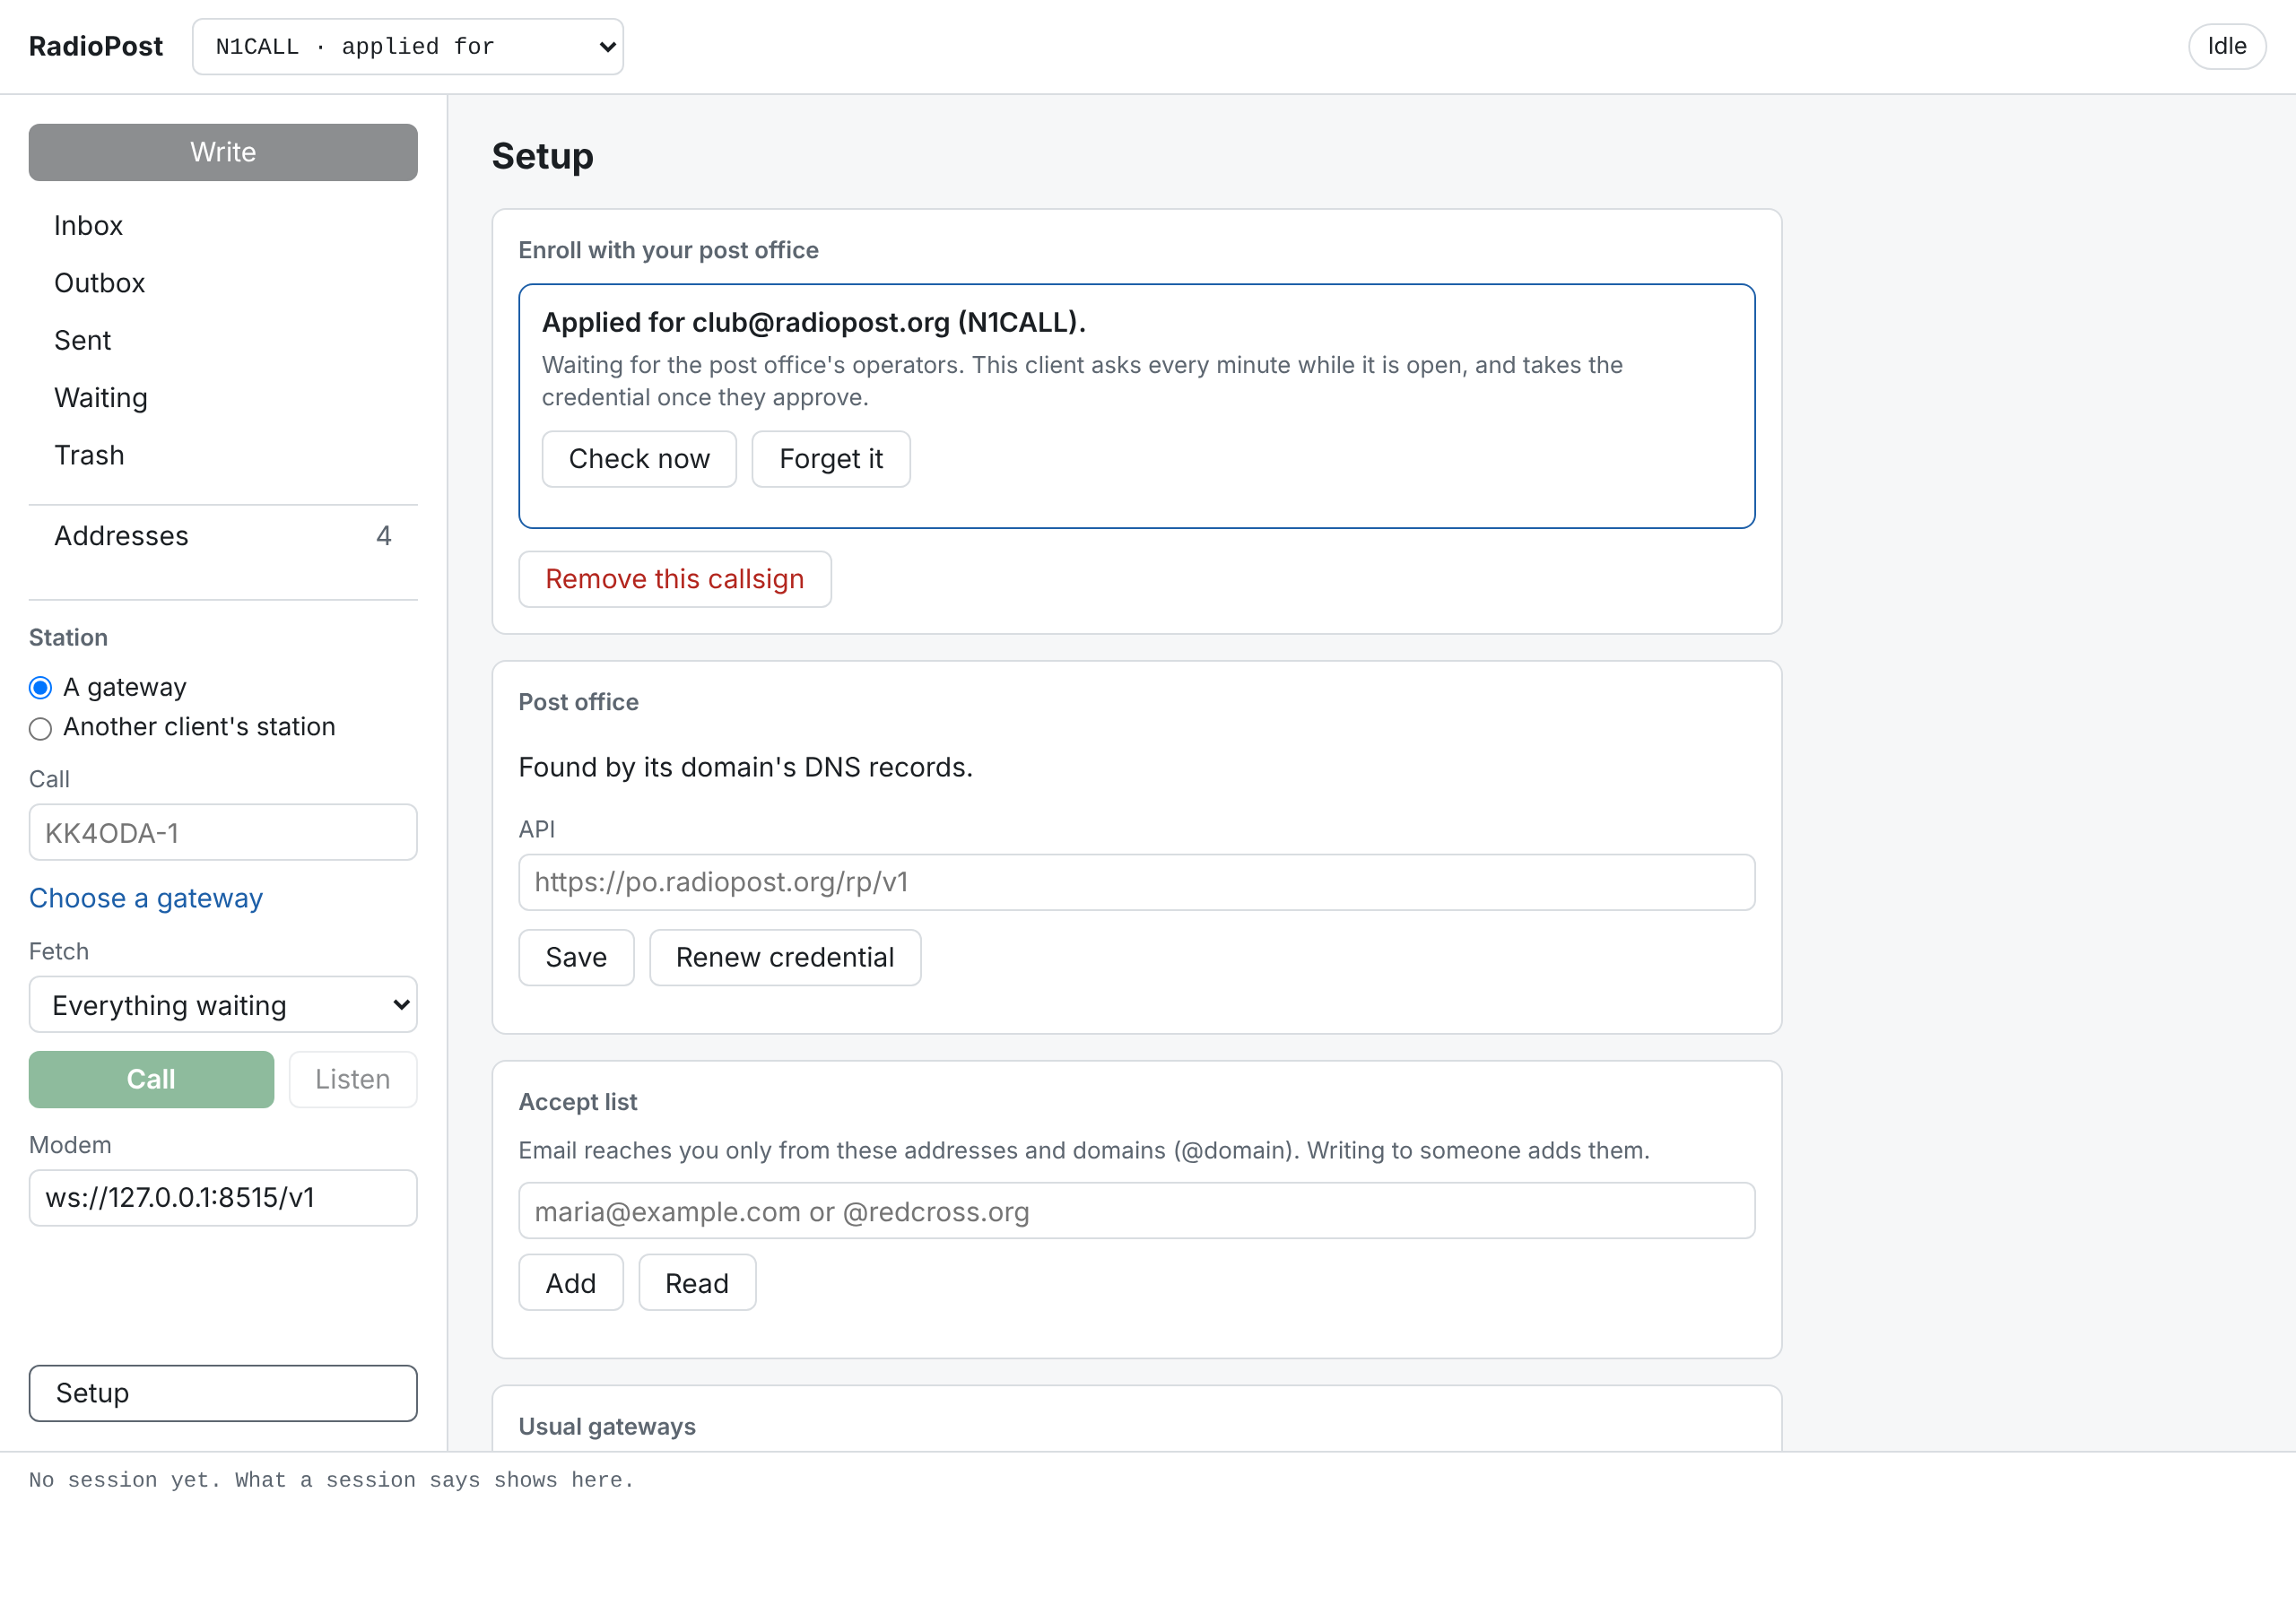 RadioPost
N1CALL · applied for
Idle
Write
Inbox
Outbox
Sent
Waiting
Trash
Addresses 4
Station
A gateway
Another client's station
Call
KK4ODA-1
Choose a gateway
Fetch
Everything waiting
Call Listen
Modem
ws://127.0.0.1:8515/v1
Setup
Setup
Enroll with your post office
Applied for club@radiopost.org (N1CALL).
Waiting for the post office's operators. This client asks every minute while it is open, and takes the
credential once they approve.
Check now Forget it
Remove this callsign
Post office
Found by its domain's DNS records.
API
https://po.radiopost.org/rp/v1
Save Renew credential
Accept list
Email reaches you only from these addresses and domains (@domain). Writing to someone adds them.
maria@example.com or @redcross.org
Add Read
Usual gateways
No session yet. What a session says shows here.